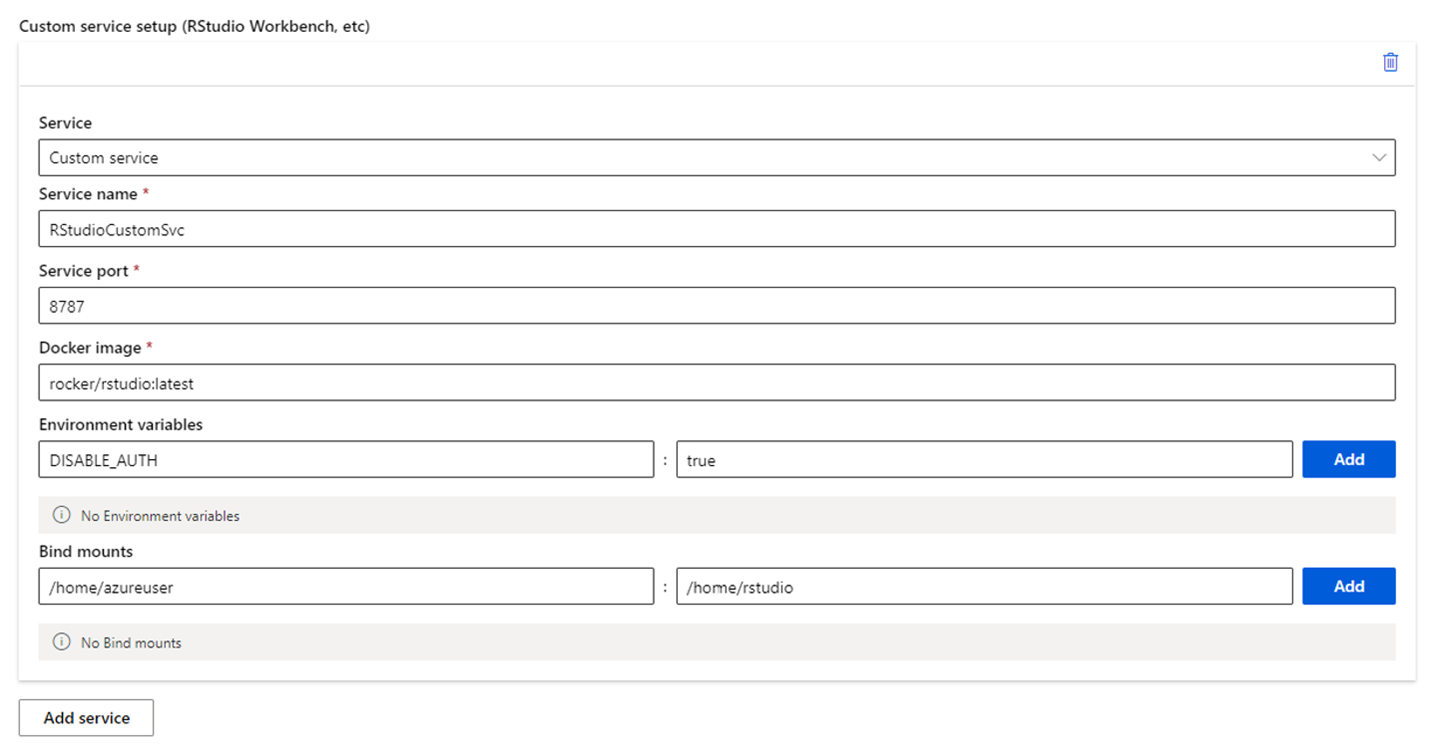 Custom service setup (RStudio Workbench, etc)
Service
Custom service
Service name *
RStudioCustomSvc
Service port *
8787
Docker image *
rocker/rstudio:latest
Environment variables
DISABLE_AUTH : true Add
No Environment variables
Bind mounts
/home/azureuser : /home/rstudio Add
No Bind mounts
Add service